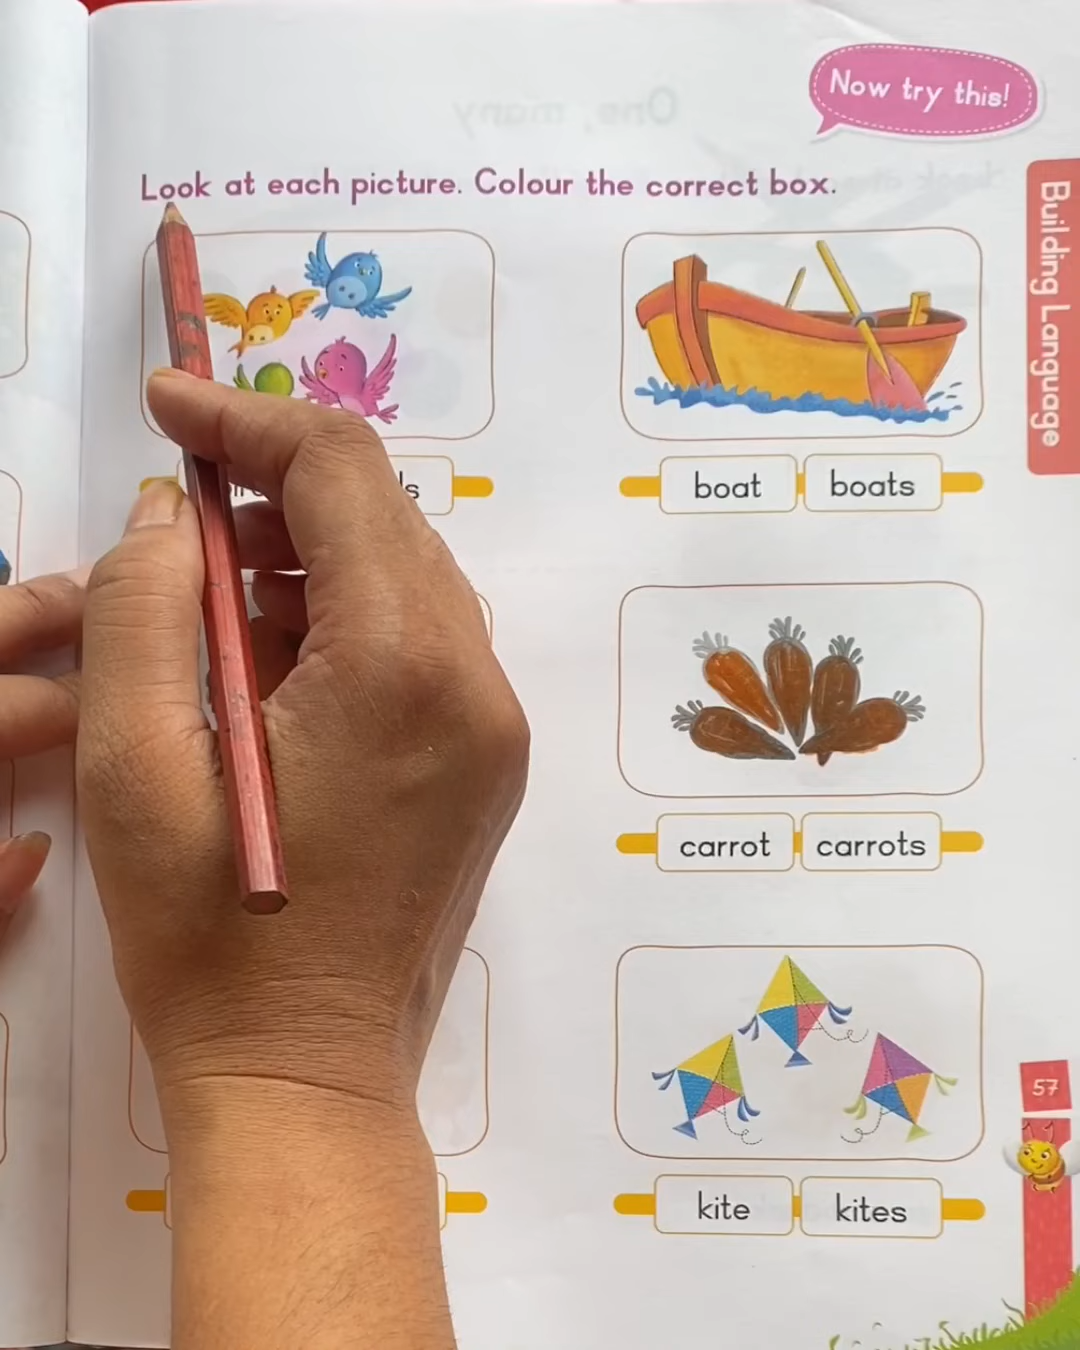 Now try this!
Look at each picture. Colour the correct box.
Building Language
boat boats
carrot carrots
kite kites
57